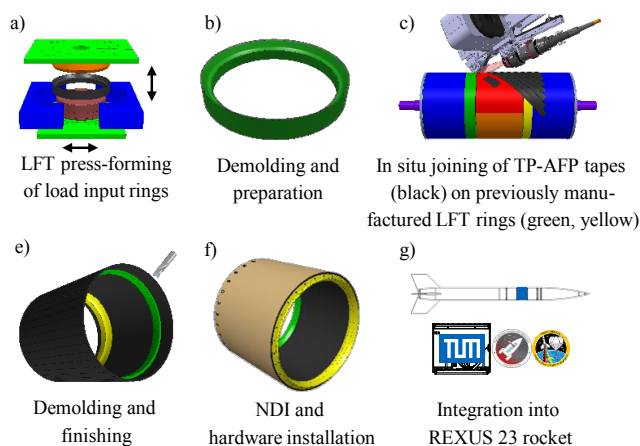 a)
b)
c)
LFT press-forming
of load input rings
Demolding and
preparation
In situ joining of TP-AFP tapes
(black) on previously manu-
factured LFT rings (green, yellow)
e)
f)
g)
TUM
Demolding and
finishing
NDI and
hardware installation
Integration into
REXUS 23 rocket